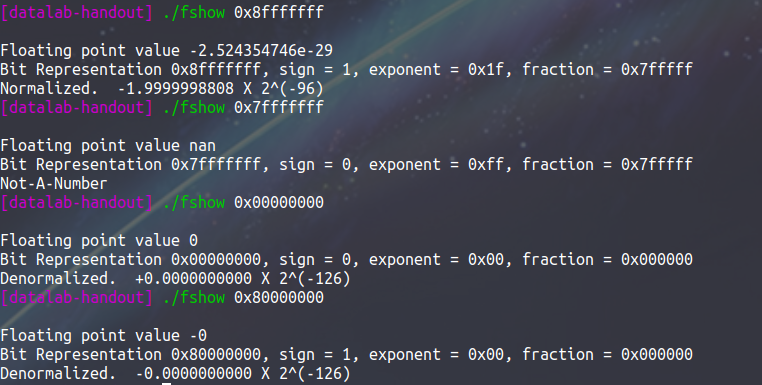 [datalab-handout] ./fshow 0x8fffffff
Floating point value -2.524354746e-29
Bit Representation 0x8fffffff, sign = 1, exponent = 0x1f, fraction = 0x7fffff
Normalized.  -1.9999998808 X 2^(-96)
[datalab-handout] ./fshow 0x7fffffff
Floating point value nan
Bit Representation 0x7fffffff, sign = 0, exponent = 0xff, fraction = 0x7fffff
Not-A-Number
[datalab-handout] ./fshow 0x00000000
Floating point value 0
Bit Representation 0x00000000, sign = 0, exponent = 0x00, fraction = 0x000000
Denormalized.  +0.0000000000 X 2^(-126)
[datalab-handout] ./fshow 0x80000000
Floating point value -0
Bit Representation 0x80000000, sign = 1, exponent = 0x00, fraction = 0x000000
Denormalized.  -0.0000000000 X 2^(-126)